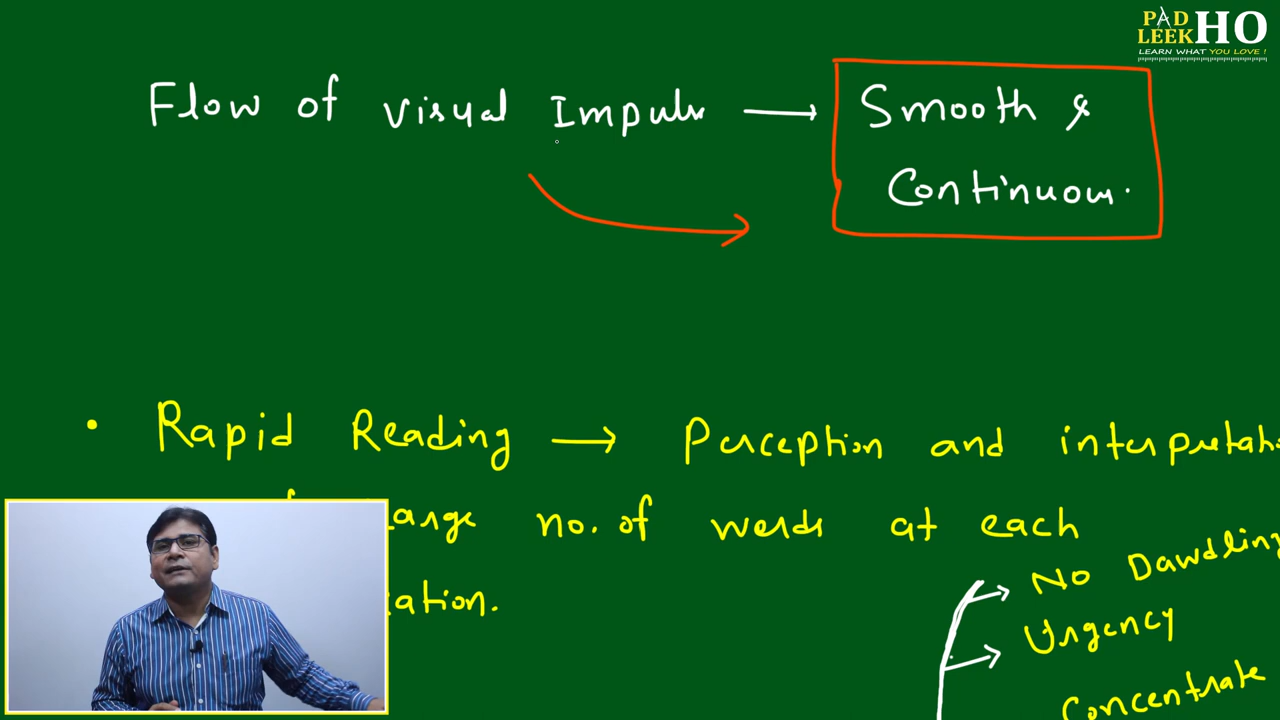 PAD
LEEK HO
LEARN WHAT YOU LOVE !
Flow of visual Impulse → Smooth &
Continuous.
• Rapid Reading → Perception and interpretati
large no. of words at each
ation.
→ No Dawdling
→ Urgency
Concentrate